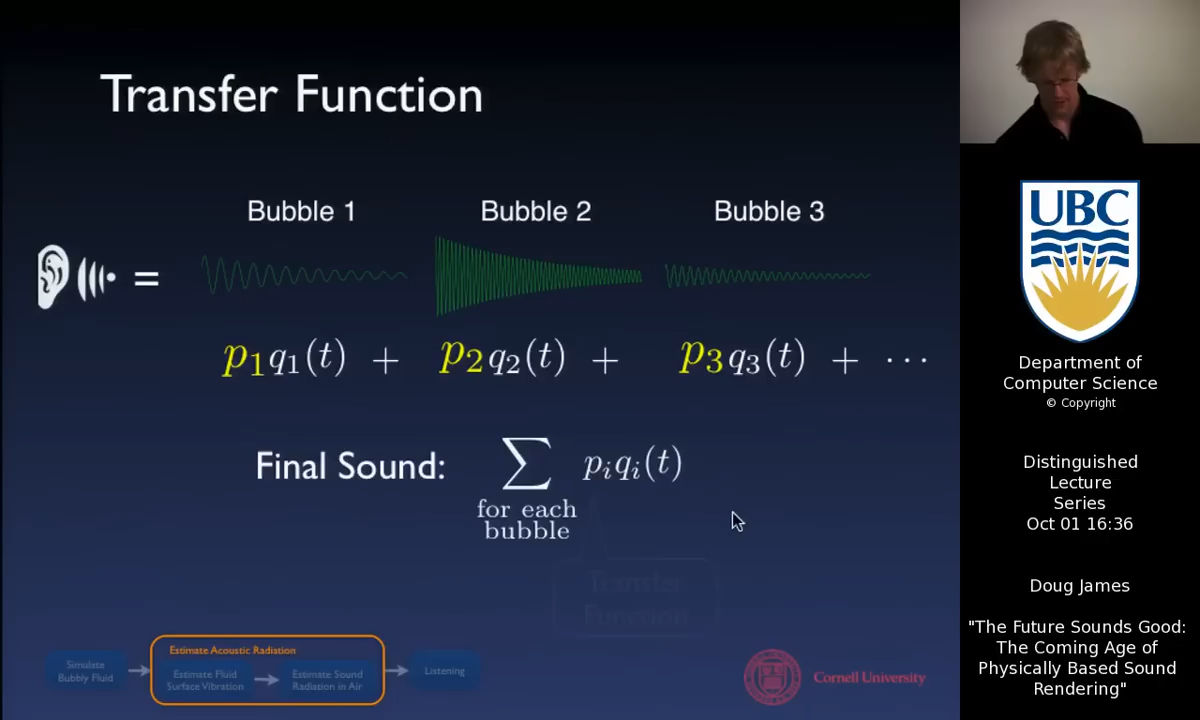 Transfer Function
Bubble 1
Bubble 2
Bubble 3
=
p₁q₁(t) + p₂q₂(t) + p₃q₃(t) + ⋯
Final Sound: ∑ pᵢqᵢ(t)
for each
bubble
Transfer
Function
Estimate Acoustic Radiation
Simulate
Bubbly Fluid
Estimate Fluid
Surface Vibration
Estimate Sound
Radiation in Air
Listening
Cornell University
UBC
Department of
Computer Science
© Copyright
Distinguished
Lecture
Series
Oct 01 16:36
Doug James
"The Future Sounds Good:
The Coming Age of
Physically Based Sound
Rendering"